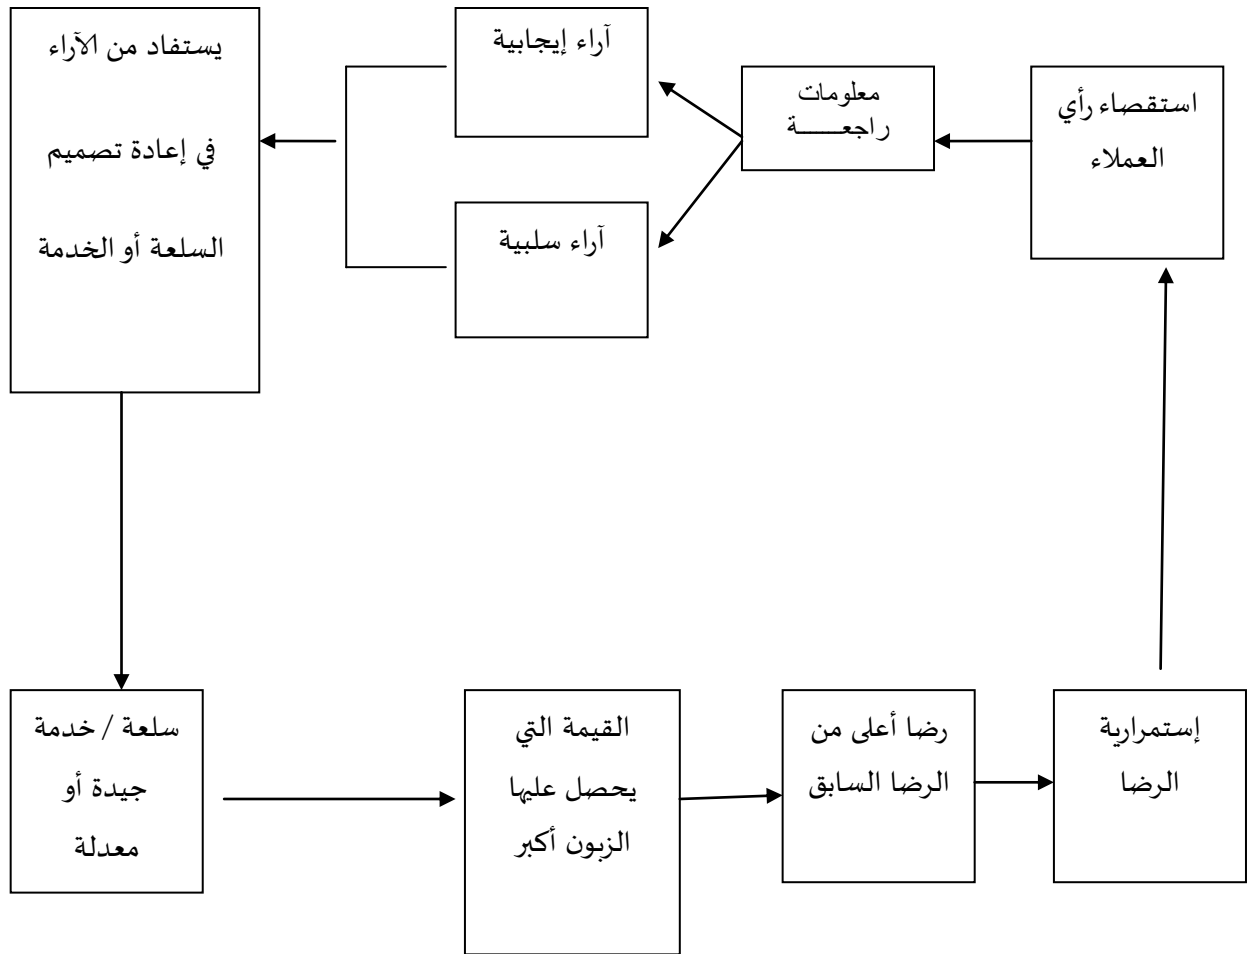 استقصاء رأي
العملاء
معلومات
راجعـــــــة
آراء إيجابية
آراء سلبية
يستفاد من الآراء
في إعادة تصميم
السلعة أو الخدمة
سلعة / خدمة
جيدة أو
معدلة
القيمة التي
يحصل عليها
الزبون أكبر
رضا أعلى من
الرضا السابق
إستمرارية
الرضا